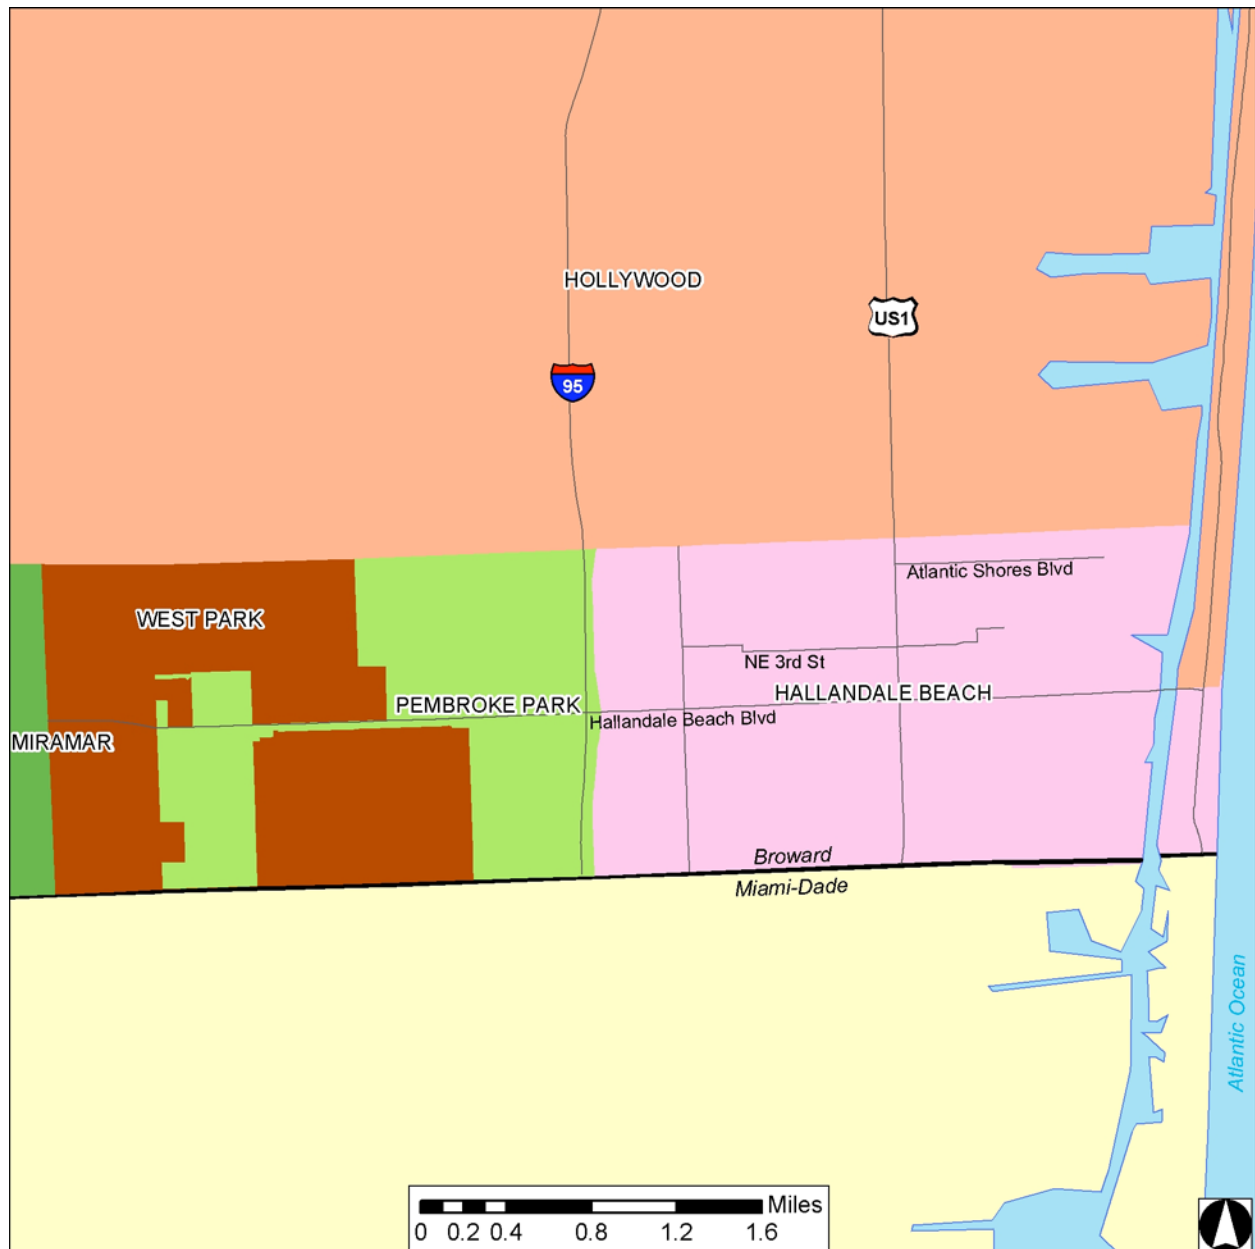 HOLLYWOOD
US1
95
Atlantic Shores Blvd
WEST PARK
NE 3rd St
HALLANDALE BEACH
PEMBROKE PARK
Hallandale Beach Blvd
MIRAMAR
Broward
Miami-Dade
Atlantic Ocean
Miles
0 0.2 0.4 0.8 1.2 1.6